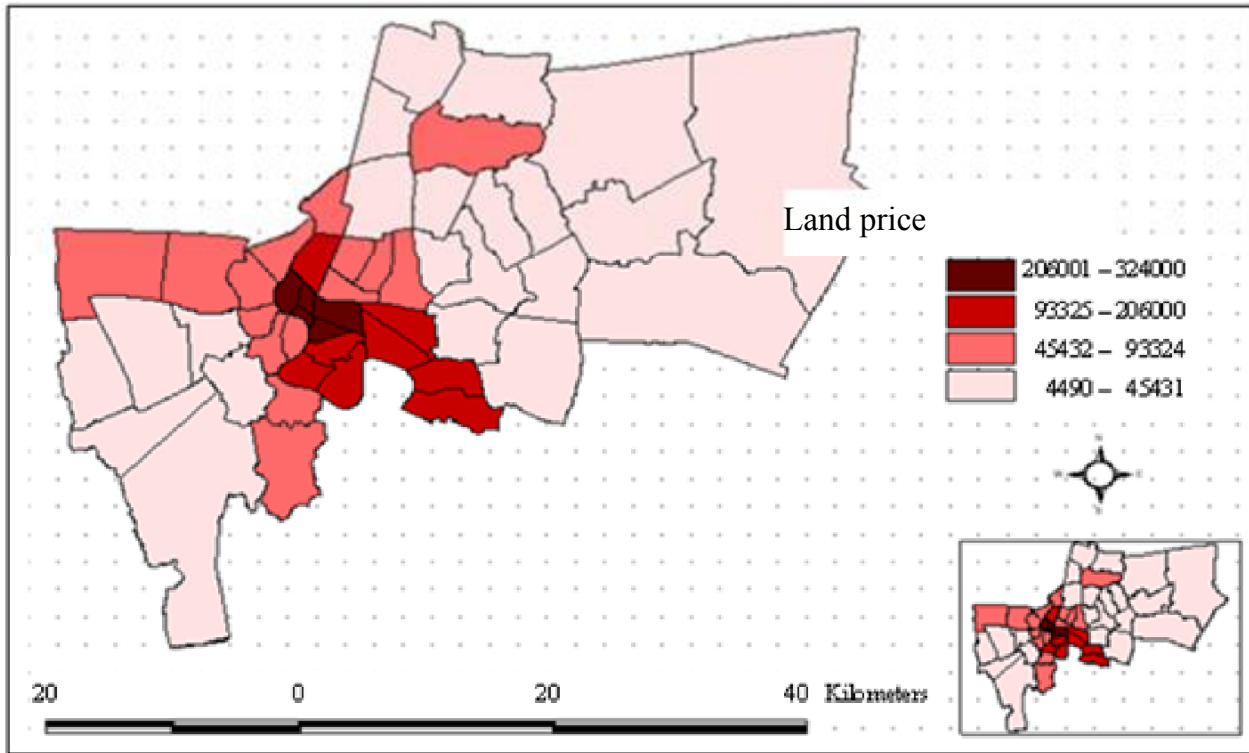 Land price
206001 – 324000
93325 – 206000
45432 – 93324
4490 – 45431
N
W E
S
20 0 20 40 Kilometers